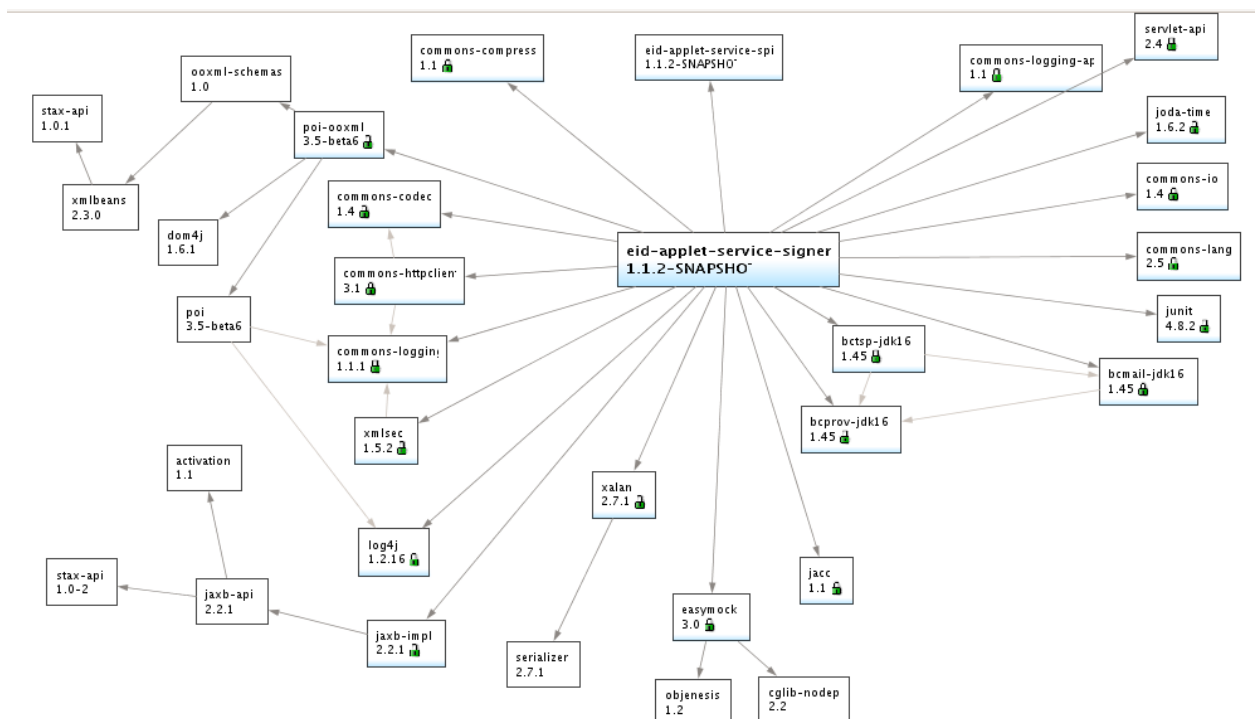 servlet-api
2.4
commons-compress
1.1
eid-applet-service-spi
1.1.2-SNAPSHO
commons-logging-ap
1.1
ooxml-schemas
1.0
stax-api
1.0.1
poi-ooxml
3.5-beta6
joda-time
1.6.2
xmlbeans
2.3.0
commons-codec
1.4
commons-io
1.4
dom4j
1.6.1
eid-applet-service-signer
1.1.2-SNAPSHO
commons-lang
2.5
commons-httpclien
3.1
poi
3.5-beta6
junit
4.8.2
commons-logging
1.1.1
bctsp-jdk16
1.45
bcmail-jdk16
1.45
bcprov-jdk16
1.45
xmlsec
1.5.2
activation
1.1
xalan
2.7.1
log4j
1.2.16
stax-api
1.0-2
jaxb-api
2.2.1
jacc
1.1
easymock
3.0
jaxb-impl
2.2.1
serializer
2.7.1
objenesis
1.2
cglib-nodep
2.2